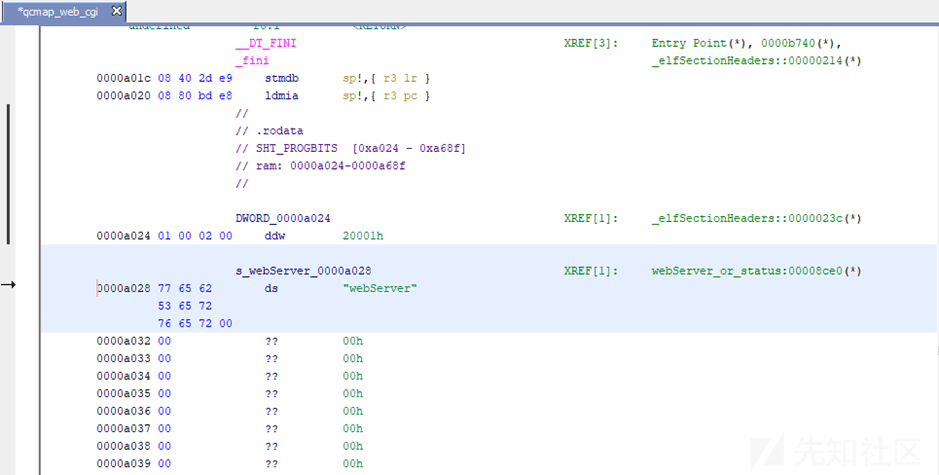 *qcmap_web_cgi
undefined r0:1 <RETURN>
__DT_FINI XREF[3]: Entry Point(*), 0000b740(*),
_fini _elfSectionHeaders::00000214(*)
0000a01c 08 40 2d e9 stmdb sp!,{ r3 lr }
0000a020 08 80 bd e8 ldmia sp!,{ r3 pc }
//
// .rodata
// SHT_PROGBITS [0xa024 - 0xa68f]
// ram: 0000a024-0000a68f
//
DWORD_0000a024 XREF[1]: _elfSectionHeaders::0000023c(*)
0000a024 01 00 02 00 ddw 20001h
s_webServer_0000a028 XREF[1]: webServer_or_status:00008ce0(*)
0000a028 77 65 62 ds "webServer"
53 65 72
76 65 72 00
0000a032 00 ?? 00h
0000a033 00 ?? 00h
0000a034 00 ?? 00h
0000a035 00 ?? 00h
0000a036 00 ?? 00h
0000a037 00 ?? 00h
0000a038 00 ?? 00h
0000a039 00 ?? 00h
先知社区